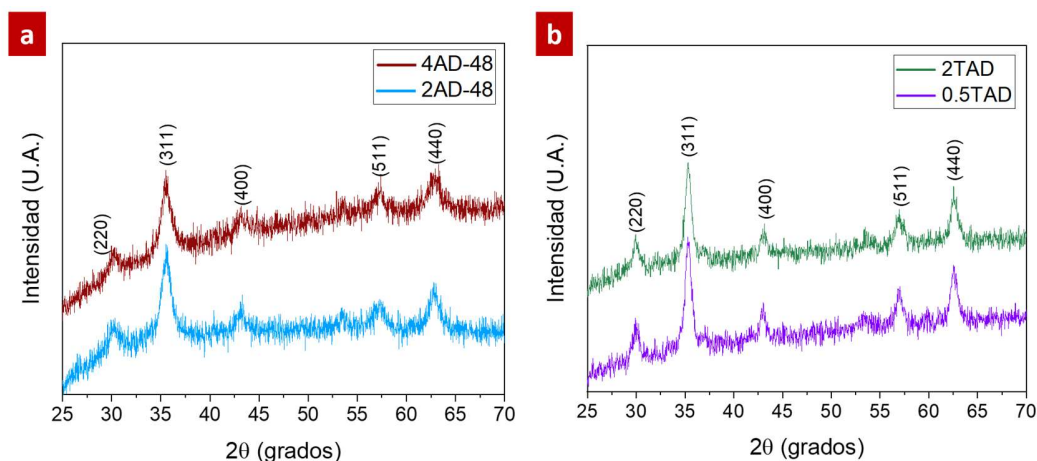 a
4AD-48
2AD-48
(220)
(311)
(400)
(511)
(440)
Intensidad (U.A.)
25 30 35 40 45 50 55 60 65 70
2θ (grados)
b
2TAD
0.5TAD
(220)
(311)
(400)
(511)
(440)
Intensidad (U.A.)
25 30 35 40 45 50 55 60 65 70
2θ (grados)